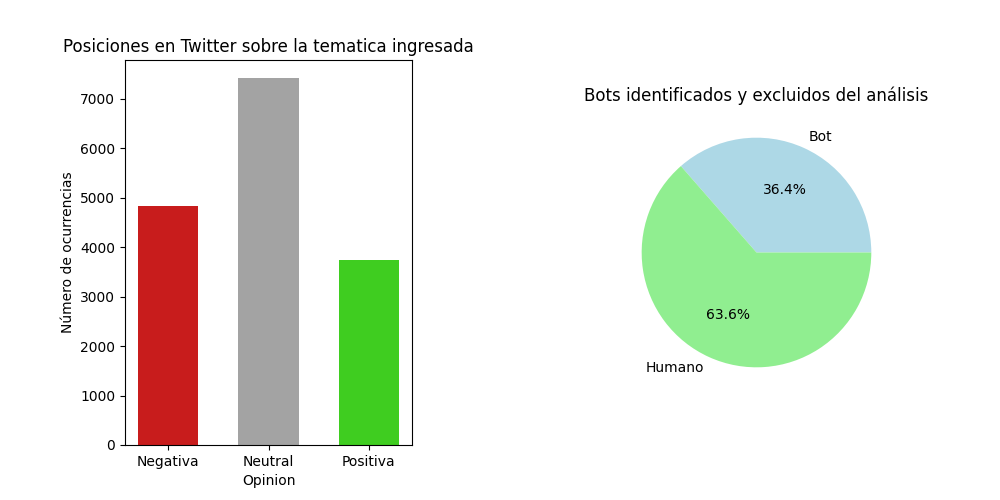 Posiciones en Twitter sobre la tematica ingresada
Número de ocurrencias
7000
6000
5000
4000
3000
2000
1000
0
Negativa
Neutral
Positiva
Opinion
Bots identificados y excluidos del análisis
Bot
36.4%
63.6%
Humano